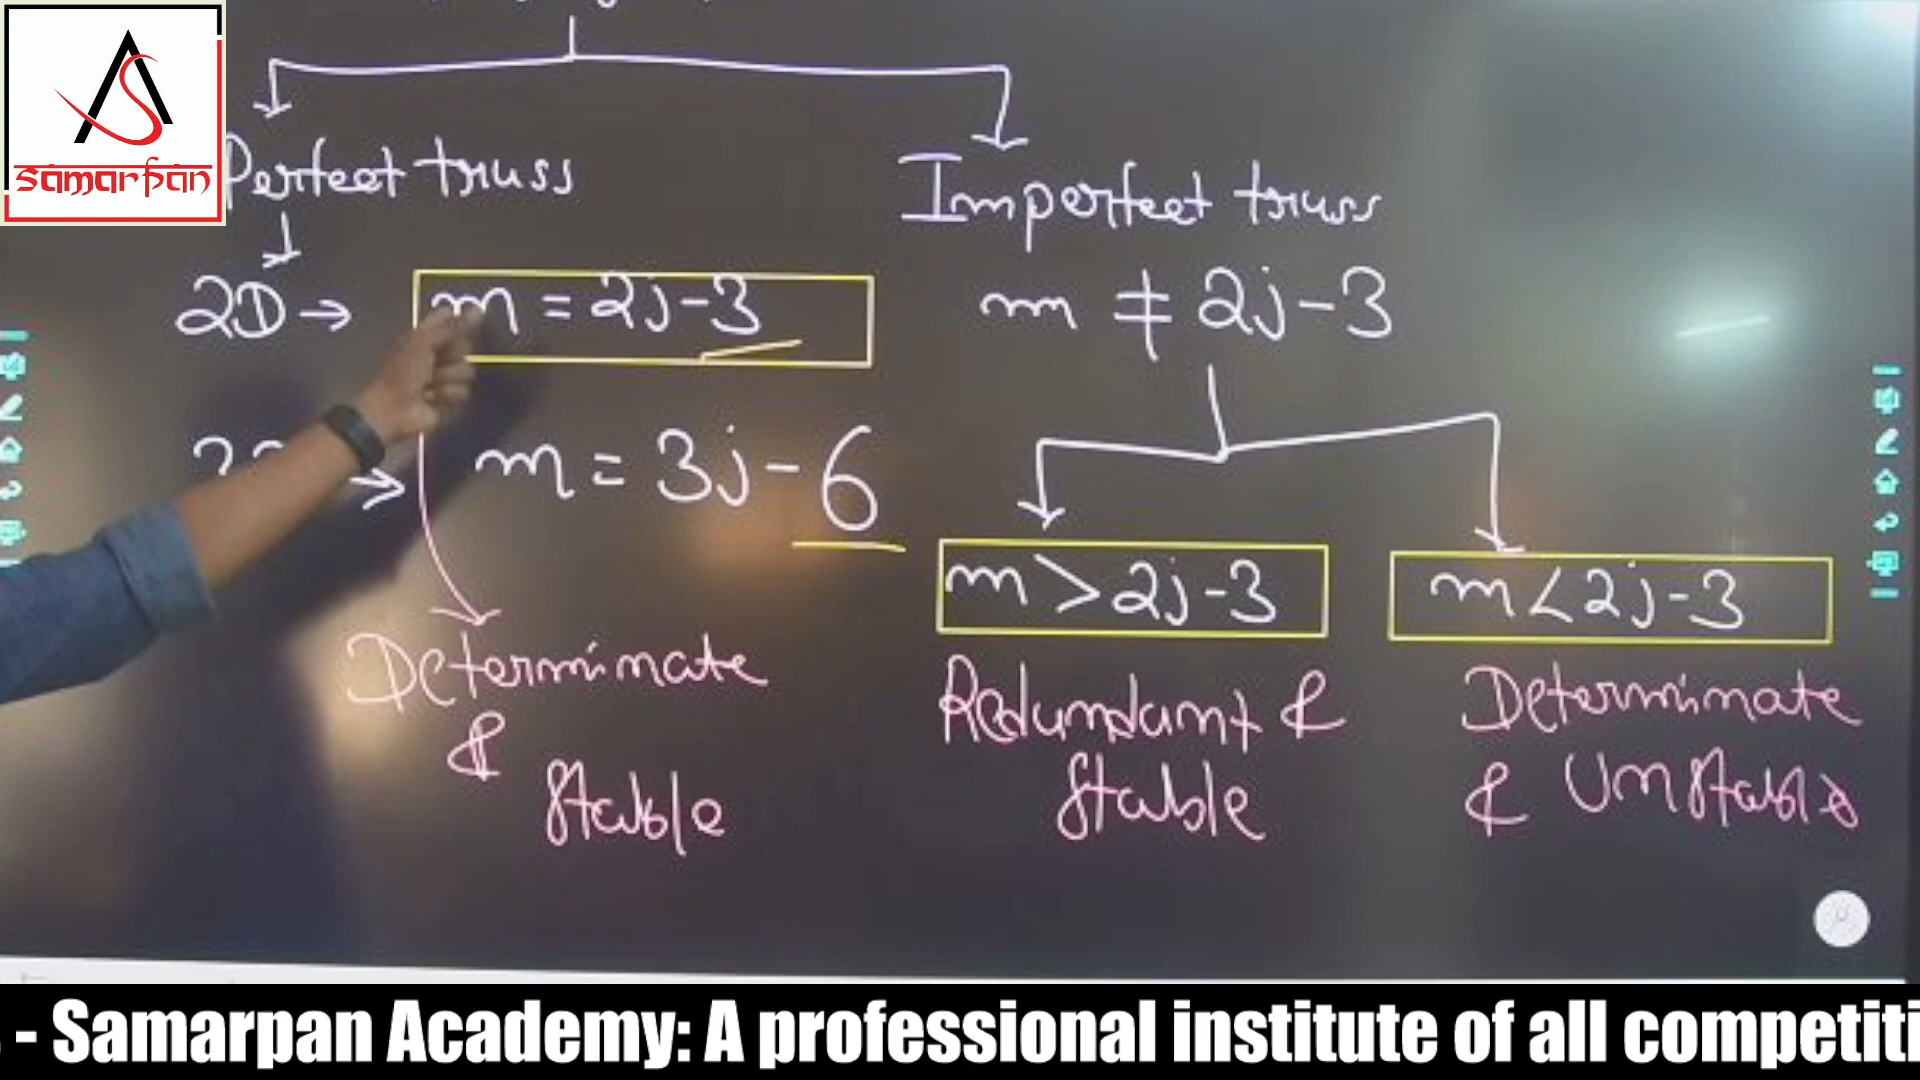 samarpan
Perfect truss
Imperfect truss
2D → m = 2j-3
m ≠ 2j-3
→ m = 3j-6
m > 2j-3
m < 2j-3
Determinate
&
Stable
Redundant &
Stable
Determinate
& Unstable
- Samarpan Academy: A professional institute of all competiti